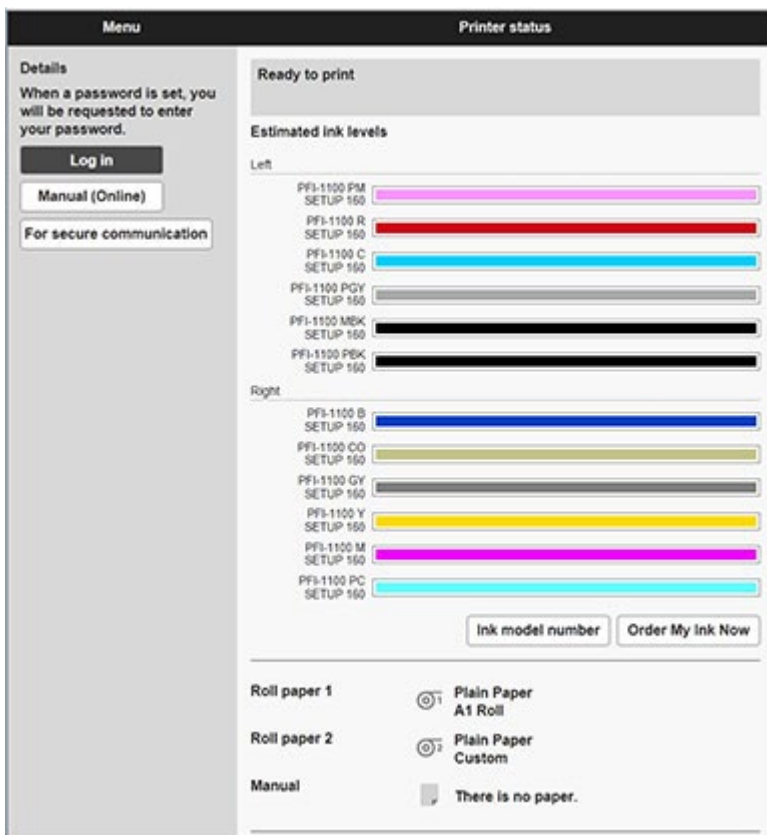 Menu
Printer status
Details
When a password is set, you
will be requested to enter
your password.
Log in
Manual (Online)
For secure communication
Ready to print
Estimated ink levels
Left
PFI-1100 PM
SETUP 160
PFI-1100 R
SETUP 160
PFI-1100 C
SETUP 160
PFI-1100 PGY
SETUP 160
PFI-1100 MBK
SETUP 160
PFI-1100 PBK
SETUP 160
Right
PFI-1100 B
SETUP 160
PFI-1100 CO
SETUP 160
PFI-1100 GY
SETUP 160
PFI-1100 Y
SETUP 160
PFI-1100 M
SETUP 160
PFI-1100 PC
SETUP 160
Ink model number
Order My Ink Now
Roll paper 1
1
Plain Paper
A1 Roll
Roll paper 2
2
Plain Paper
Custom
Manual
There is no paper.